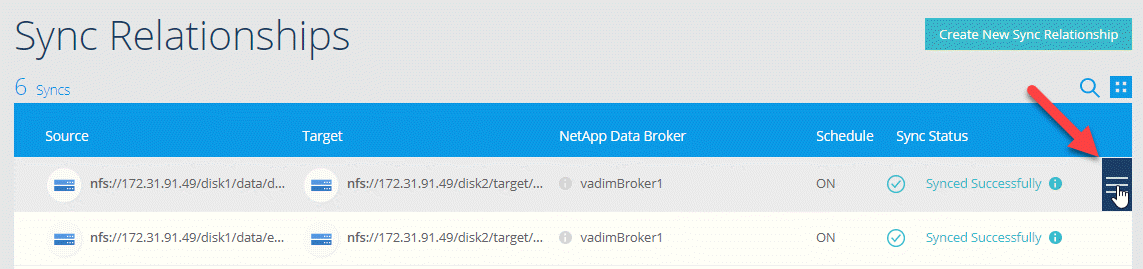 Sync Relationships
Create New Sync Relationship
6 Syncs
Source Target NetApp Data Broker Schedule Sync Status
nfs://172.31.91.49/disk1/data/d... nfs://172.31.91.49/disk2/target/... vadimBroker1 ON Synced Successfully
nfs://172.31.91.49/disk1/data/e... nfs://172.31.91.49/disk2/target/... vadimBroker1 ON Synced Successfully